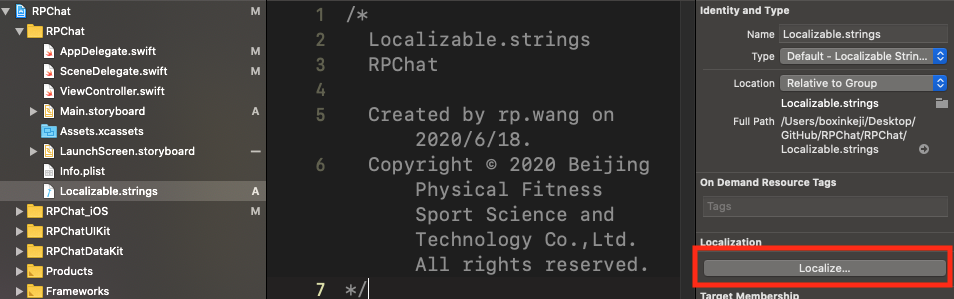 RPChat M
RPChat
AppDelegate.swift M
SceneDelegate.swift M
ViewController.swift
Main.storyboard A
Assets.xcassets
LaunchScreen.storyboard —
Info.plist
Localizable.strings A
RPChat_iOS M
RPChatUIKit
RPChatDataKit
Products
Frameworks
1 /*
2 Localizable.strings
3 RPChat
4
5 Created by rp.wang on
2020/6/18.
6 Copyright © 2020 Beijing
Physical Fitness
Sport Science and
Technology Co.,Ltd.
All rights reserved.
7 */
Identity and Type
Name Localizable.strings
Type Default - Localizable Strin...
Location Relative to Group
Localizable.strings
Full Path /Users/boxinkeji/Desktop/
GitHub/RPChat/RPChat/
Localizable.strings
On Demand Resource Tags
Tags
Localization
Localize...
Target Membership